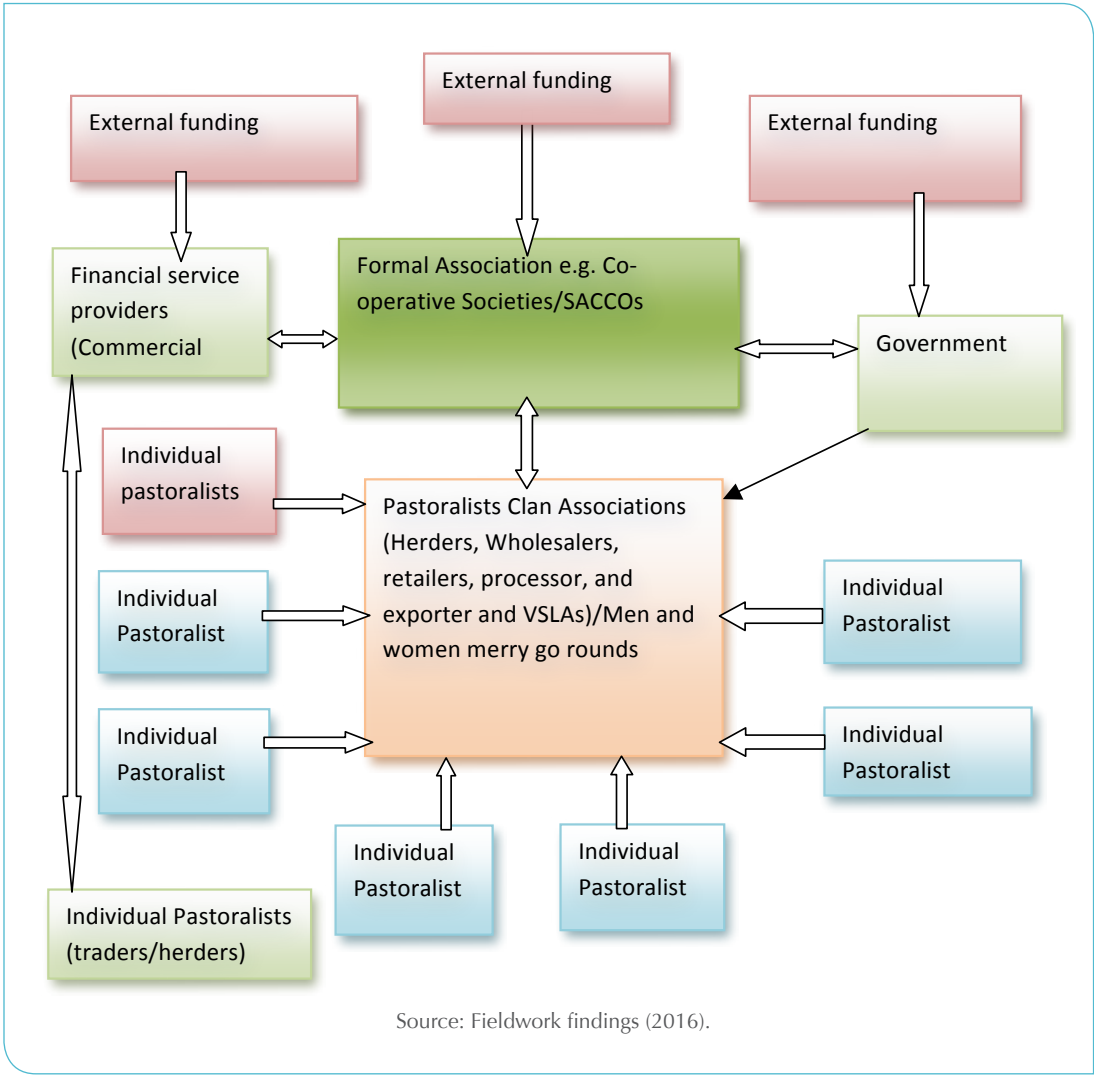 External funding
External funding
External funding
Financial service
providers
(Commercial
Formal Association e.g. Co-
operative Societies/SACCOs
Government
Individual
pastoralists
Pastoralists Clan Associations
(Herders, Wholesalers,
retailers, processor, and
exporter and VSLAs)/Men and
women merry go rounds
Individual
Pastoralist
Individual
Pastoralist
Individual
Pastoralist
Individual
Pastoralist
Individual
Pastoralist
Individual
Pastoralist
Individual Pastoralists
(traders/herders)
Source: Fieldwork findings (2016).